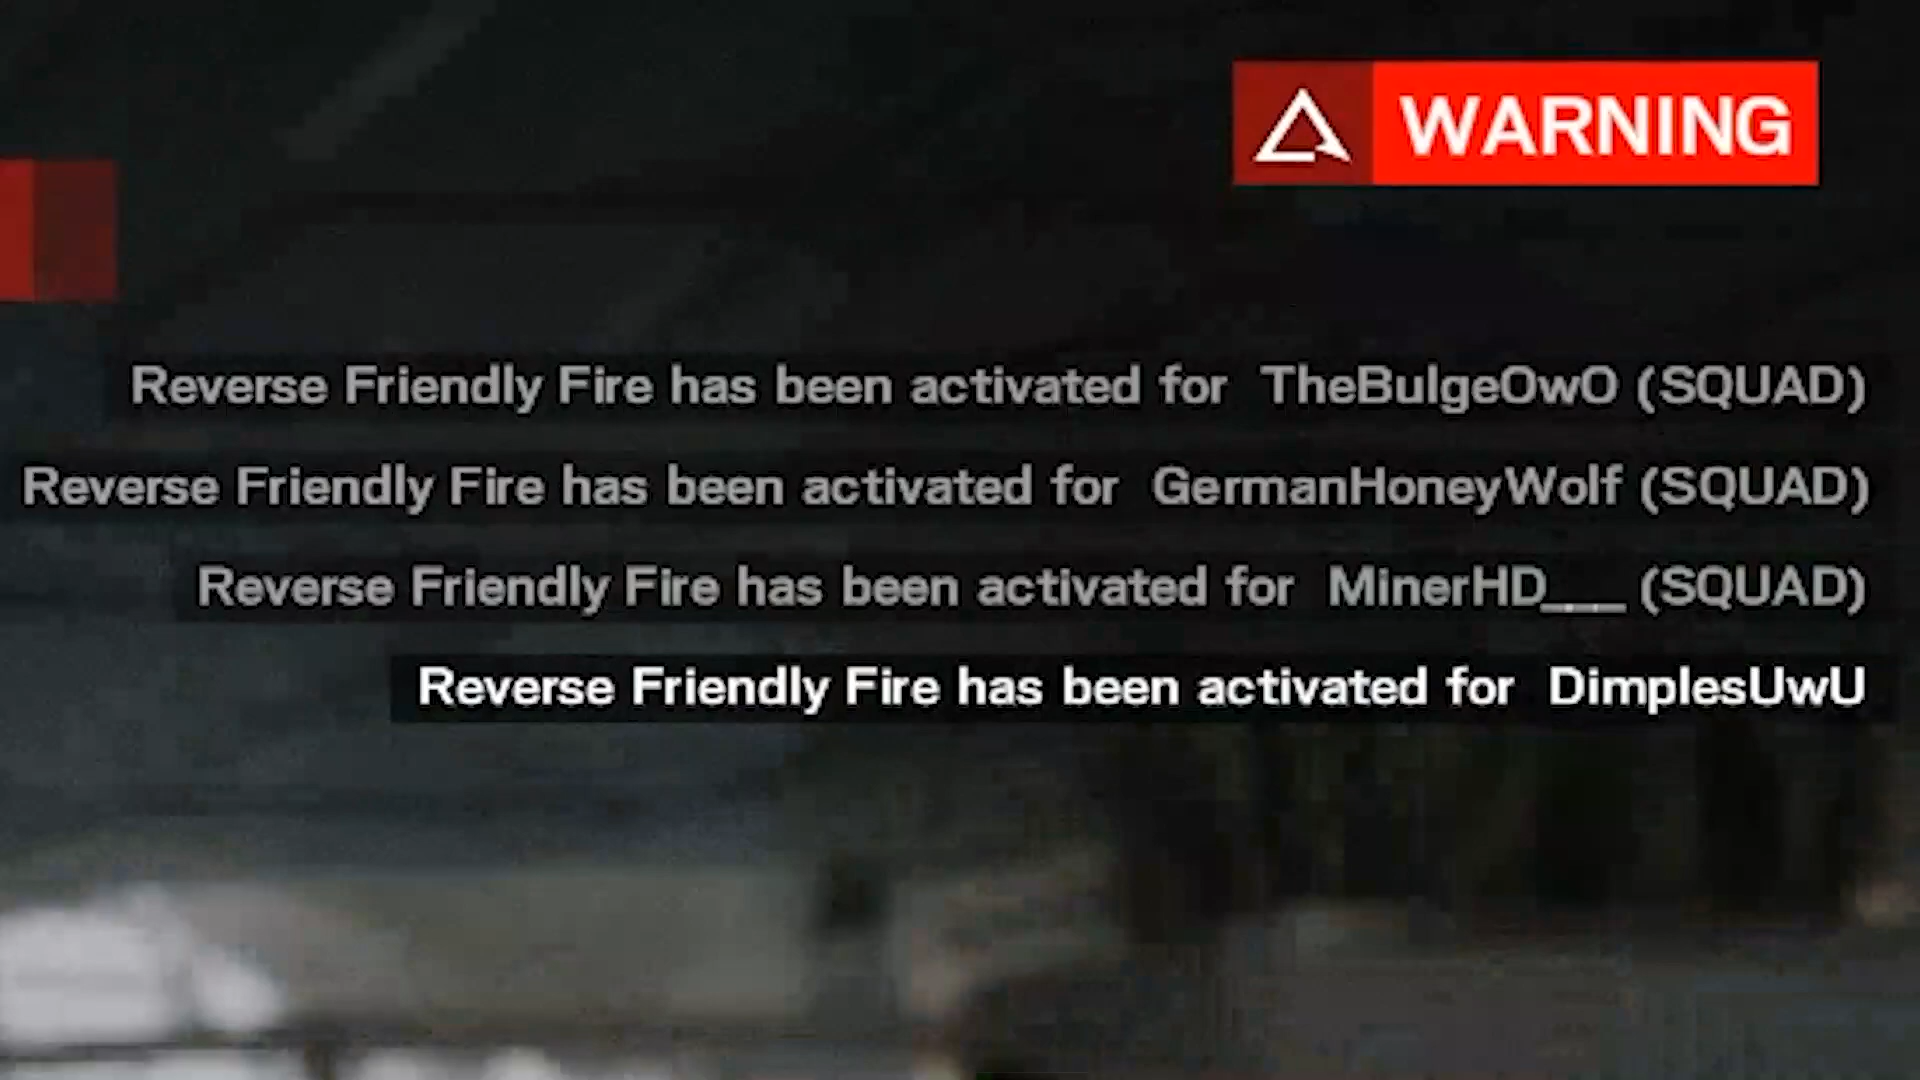 WARNING
Reverse Friendly Fire has been activated for TheBulgeOwO (SQUAD)
Reverse Friendly Fire has been activated for GermanHoneyWolf (SQUAD)
Reverse Friendly Fire has been activated for MinerHD___ (SQUAD)
Reverse Friendly Fire has been activated for DimplesUwU